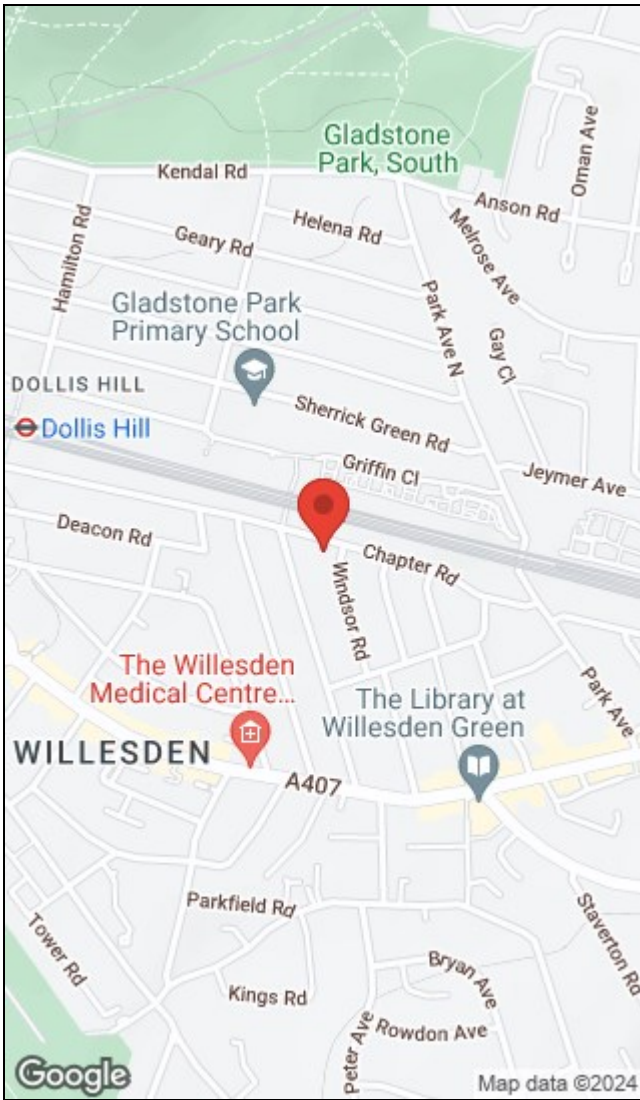 Oman Ave
Gladstone
Park, South
Kendal Rd
Anson Rd
Helena Rd
Melrose Ave
Geary Rd
Hamilton Rd
Gladstone Park
Primary School
Park Ave N
Gay Cl
DOLLIS HILL
Sherrick Green Rd
Dollis Hill
Griffin Cl
Jeymer Ave
Deacon Rd
Chapter Rd
Windsor Rd
The Willesden
Medical Centre...
Park Ave
The Library at
Willesden Green
WILLESDEN
A407
Parkfield Rd
Staverton Rd
Tower Rd
Bryan Ave
Kings Rd
Rowdon Ave
Peter Ave
Google
Map data ©2024